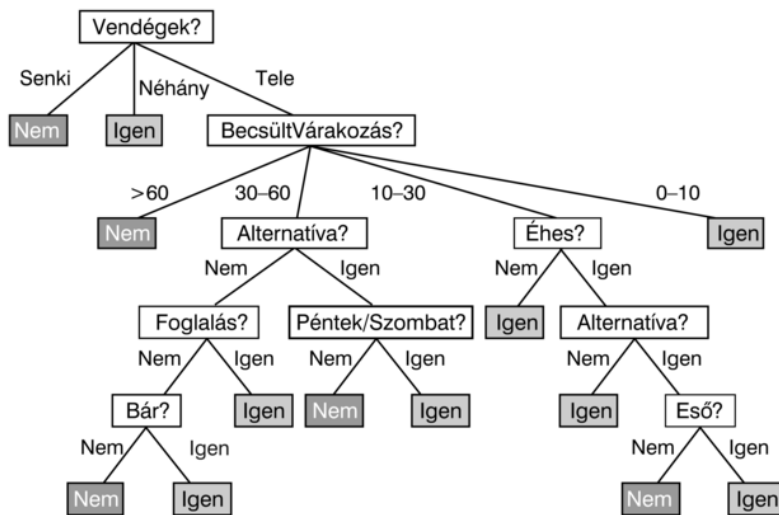 Vendégek?
Senki Néhány Tele
Nem Igen BecsültVárakozás?
>60 30–60 10–30 0–10
Nem Alternatíva? Éhes? Igen
Nem Igen Nem Igen
Foglalás? Péntek/Szombat? Igen Alternatíva?
Nem Igen Nem Igen Nem Igen
Bár? Igen Nem Igen Igen Eső?
Nem Igen Nem Igen
Nem Igen Nem Igen